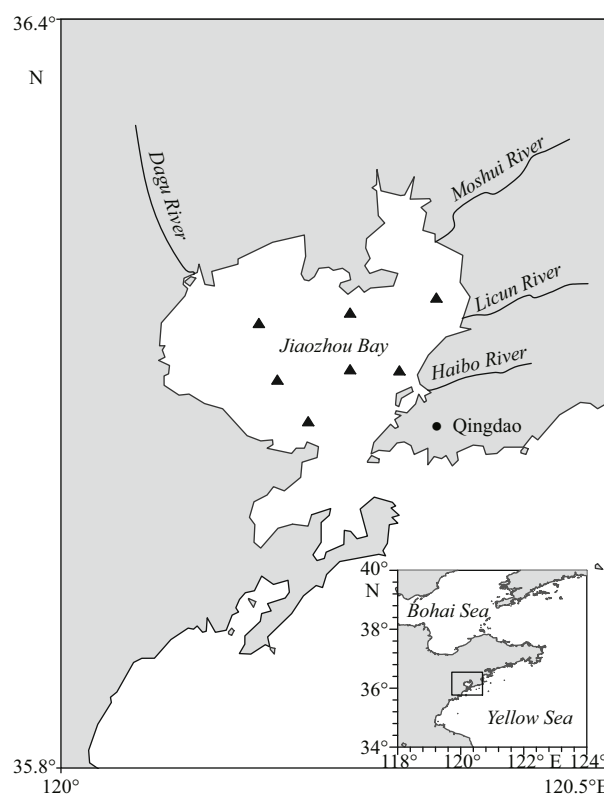 36.4°
N
Dagu River
Moshui River
Licun River
Jiaozhou Bay
Haibo River
Qingdao
40°
N
Bohai Sea
38°
36°
Yellow Sea
34°
118° 120° 122° E 124°
35.8°
120° 120.5°E